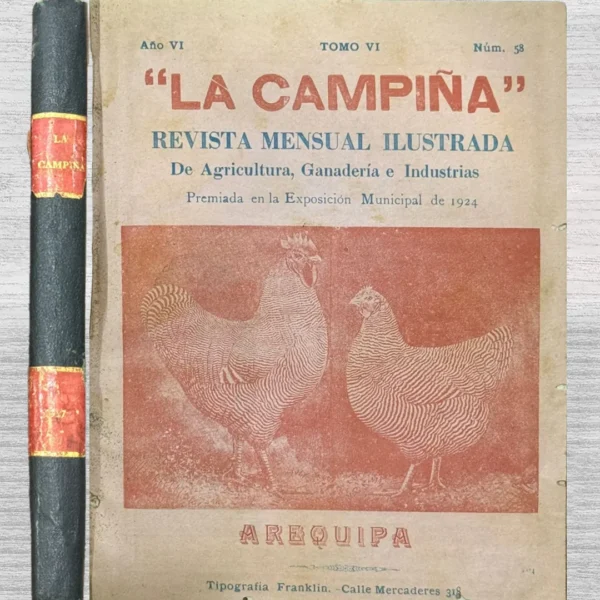 LA
CAMPIÑA
Año VI TOMO VI Núm. 58
"LA CAMPIÑA"
REVISTA MENSUAL ILUSTRADA
De Agricultura, Ganadería e Industrias
Premiada en la Exposición Municipal de 1924
AREQUIPA
Tipografía Franklin. - Calle Mercaderes 318